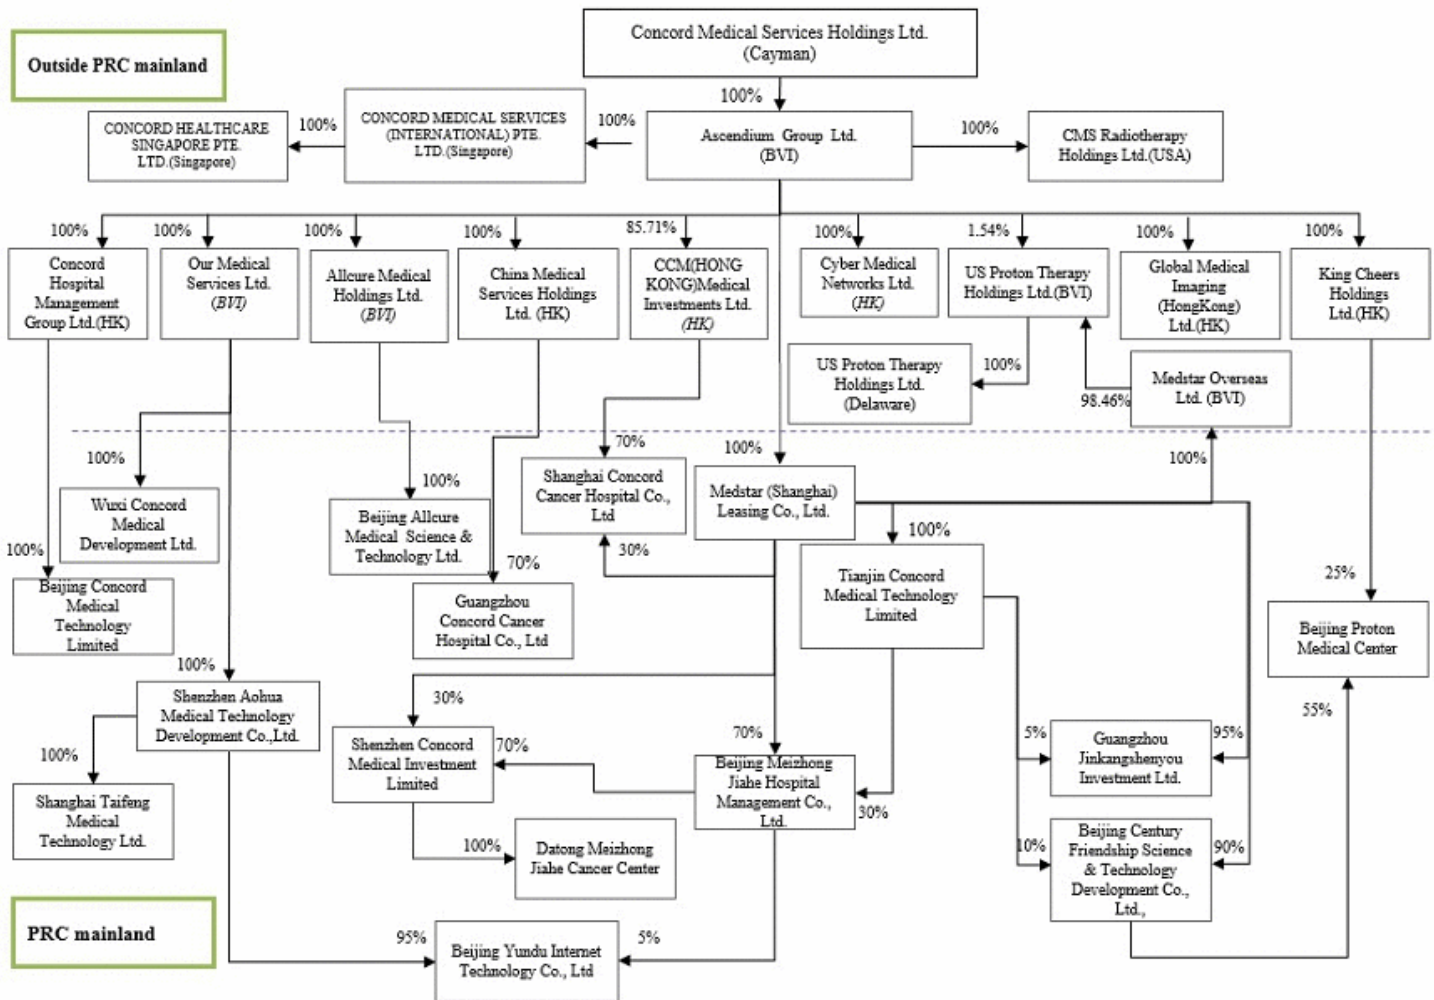 Concord Medical Services Holdings Ltd.
(Cayman)
Outside PRC mainland
100%
CONCORD HEALTHCARE
SINGAPORE PTE.
LTD.(Singapore)
100%
CONCORD MEDICAL SERVICES
(INTERNATIONAL) PTE.
LTD.(Singapore)
100%
Ascendium Group Ltd.
(BVI)
100%
CMS Radiotherapy
Holdings Ltd.(USA)
100%
100%
100%
100%
85.71%
100%
1.54%
100%
100%
Concord
Hospital
Management
Group Ltd.(HK)
Our Medical
Services Ltd.
(BVI)
Allcure Medical
Holdings Ltd.
(BVI)
China Medical
Services Holdings
Ltd. (HK)
CCM(HONG
KONG)Medical
Investments Ltd.
(HK)
Cyber Medical
Networks Ltd.
(HK)
US Proton Therapy
Holdings Ltd.(BVI)
Global Medical
Imaging
(HongKong)
Ltd.(HK)
King Cheers
Holdings
Ltd.(HK)
US Proton Therapy
Holdings Ltd.
(Delaware)
100%
Medstar Overseas
Ltd. (BVI)
98.46%
100%
100%
70%
100%
100%
Wuxi Concord
Medical
Development Ltd.
Beijing Allcure
Medical Science &
Technology Ltd.
Shanghai Concord
Cancer Hospital Co.,
Ltd
Medstar (Shanghai)
Leasing Co., Ltd.
100%
30%
70%
100%
25%
Beijing Concord
Medical
Technology
Limited
Guangzhou
Concord Cancer
Hospital Co., Ltd
Tianjin Concord
Medical Technology
Limited
Beijing Proton
Medical Center
100%
Shenzhen Aohua
Medical Technology
Development Co.,Ltd.
30%
55%
100%
Shenzhen Concord
Medical Investment
Limited
70%
70%
Beijing Meizhong
Jiahe Hospital
Management Co.,
Ltd.
30%
5%
Guangzhou
Jinkangshenyou
Investment Ltd.
95%
Shanghai Taifeng
Medical
Technology Ltd.
100%
Datong Meizhong
Jiahe Cancer Center
10%
Beijing Century
Friendship Science
& Technology
Development Co.,
Ltd.,
90%
PRC mainland
95%
Beijing Yundu Internet
Technology Co., Ltd
5%